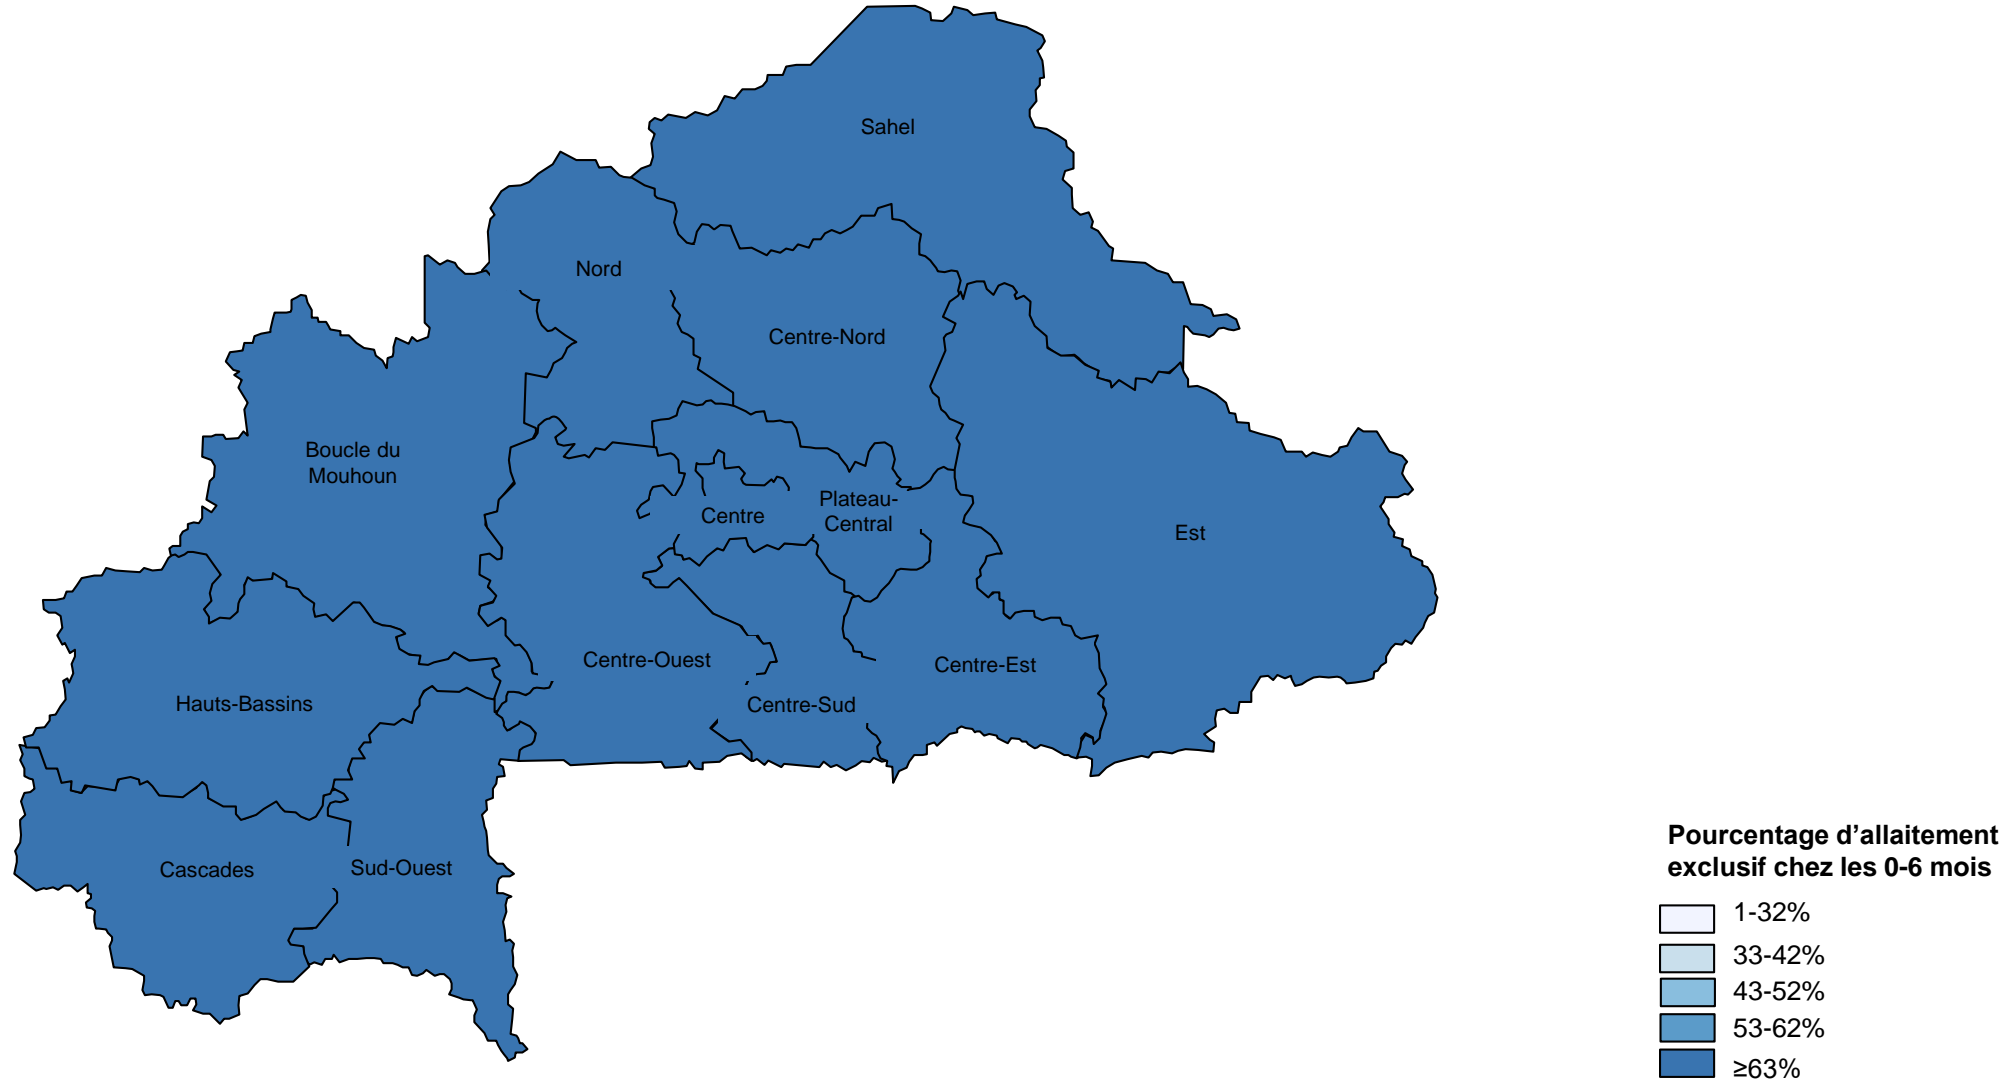 Sahel
Nord
Centre-Nord
Boucle du
Mouhoun
Plateau-
Central
Centre
Est
Centre-Ouest
Centre-Est
Hauts-Bassins
Centre-Sud
Cascades
Sud-Ouest
Pourcentage d’allaitement
exclusif chez les 0-6 mois
1-32%
33-42%
43-52%
53-62%
≥63%